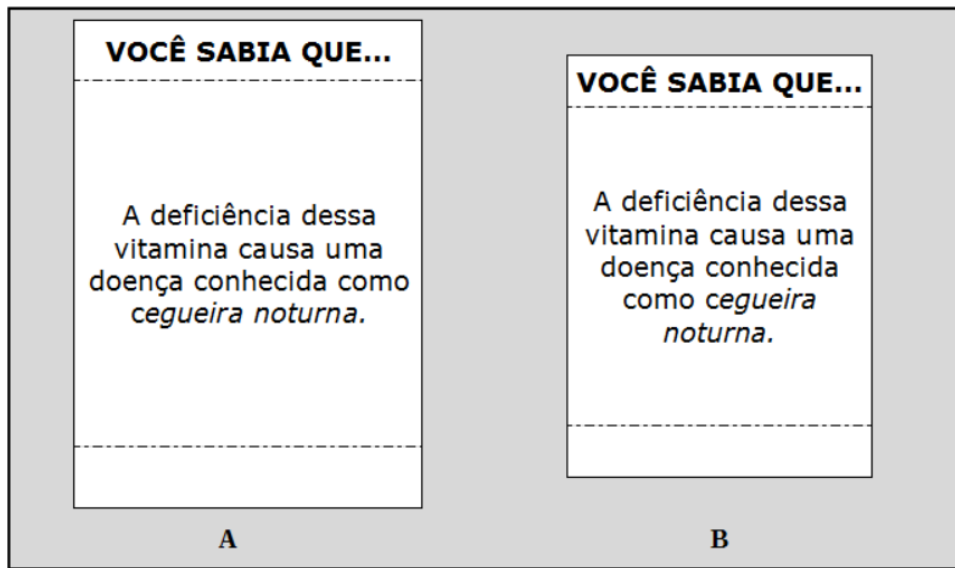 VOCÊ SABIA QUE...
A deficiência dessa
vitamina causa uma
doença conhecida como
cegueira noturna.
A
VOCÊ SABIA QUE...
A deficiência dessa
vitamina causa uma
doença conhecida
como cegueira
noturna.
B